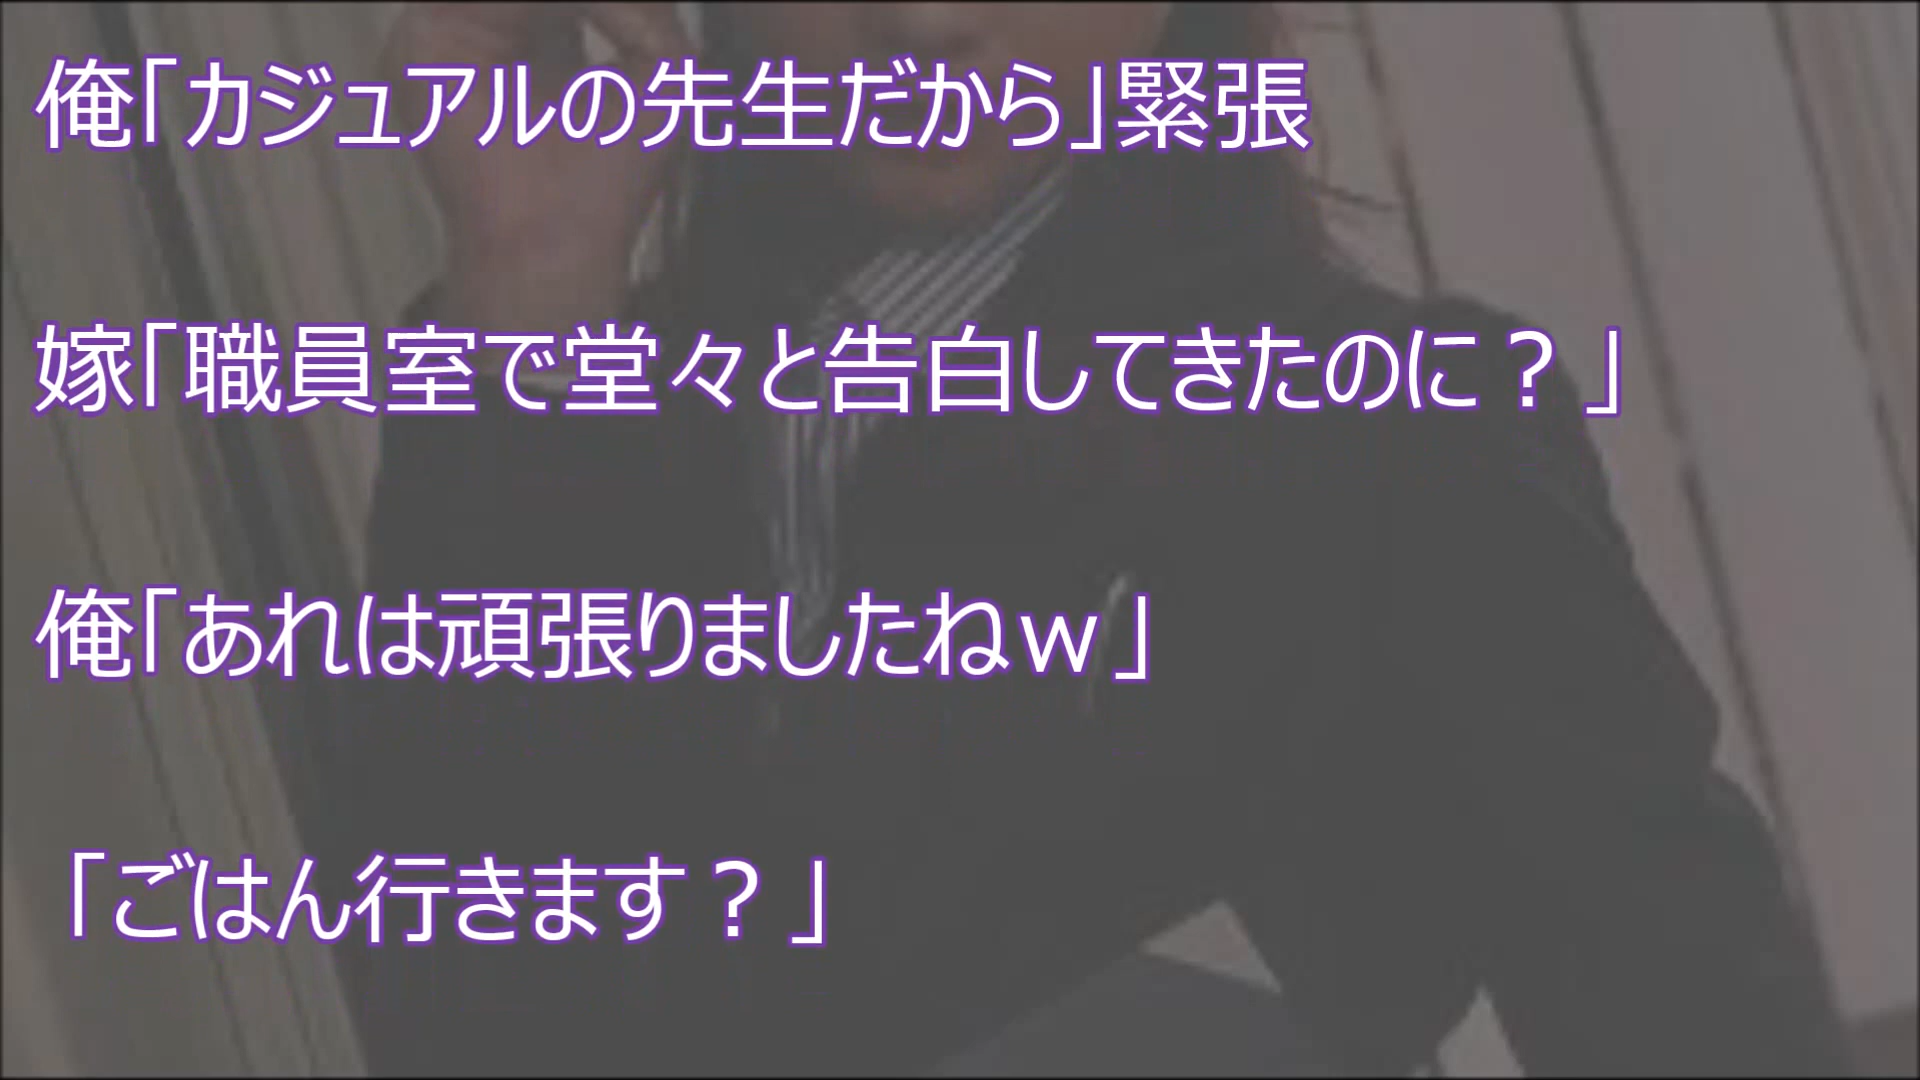 俺「カジュアルの先生だから」緊張
嫁「職員室で堂々と告白してきたのに？」
俺「あれは頑張りましたねｗ」
「ごはん行きます？」